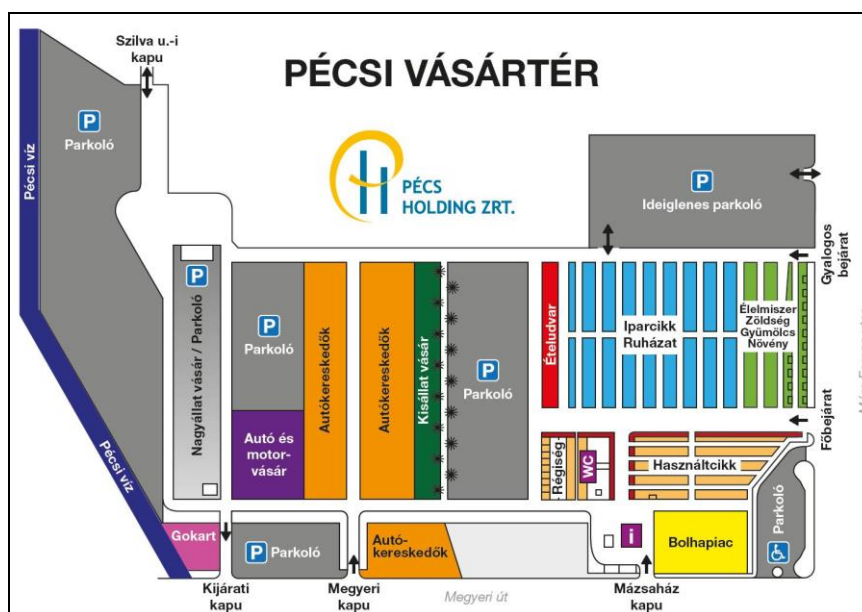 PÉCSI VÁSÁRTÉR
Szilva u.-i
kapu
P
Parkoló
Pécsi víz
Pécsi víz
PÉCS
HOLDING ZRT.
P
Ideiglenes parkoló
Gyalogos
bejárat
P
Nagyállat vásár / Parkoló
P
Parkoló
Autó és
motor-
vásár
Autókereskedők
Autókereskedők
Kisállat vásár
P
Parkoló
Ételudvar
Iparcikk
Ruházat
Élelmiszer
Zöldség
Gyümölcs
Növény
Főbejárat
Régiség
WC
Használtcikk
Gokart
P Parkoló
Autó-
kereskedők
i
Bolhapiac
Parkoló
Kijárati
kapu
Megyeri
kapu
Megyeri út
Mázsaház
kapu